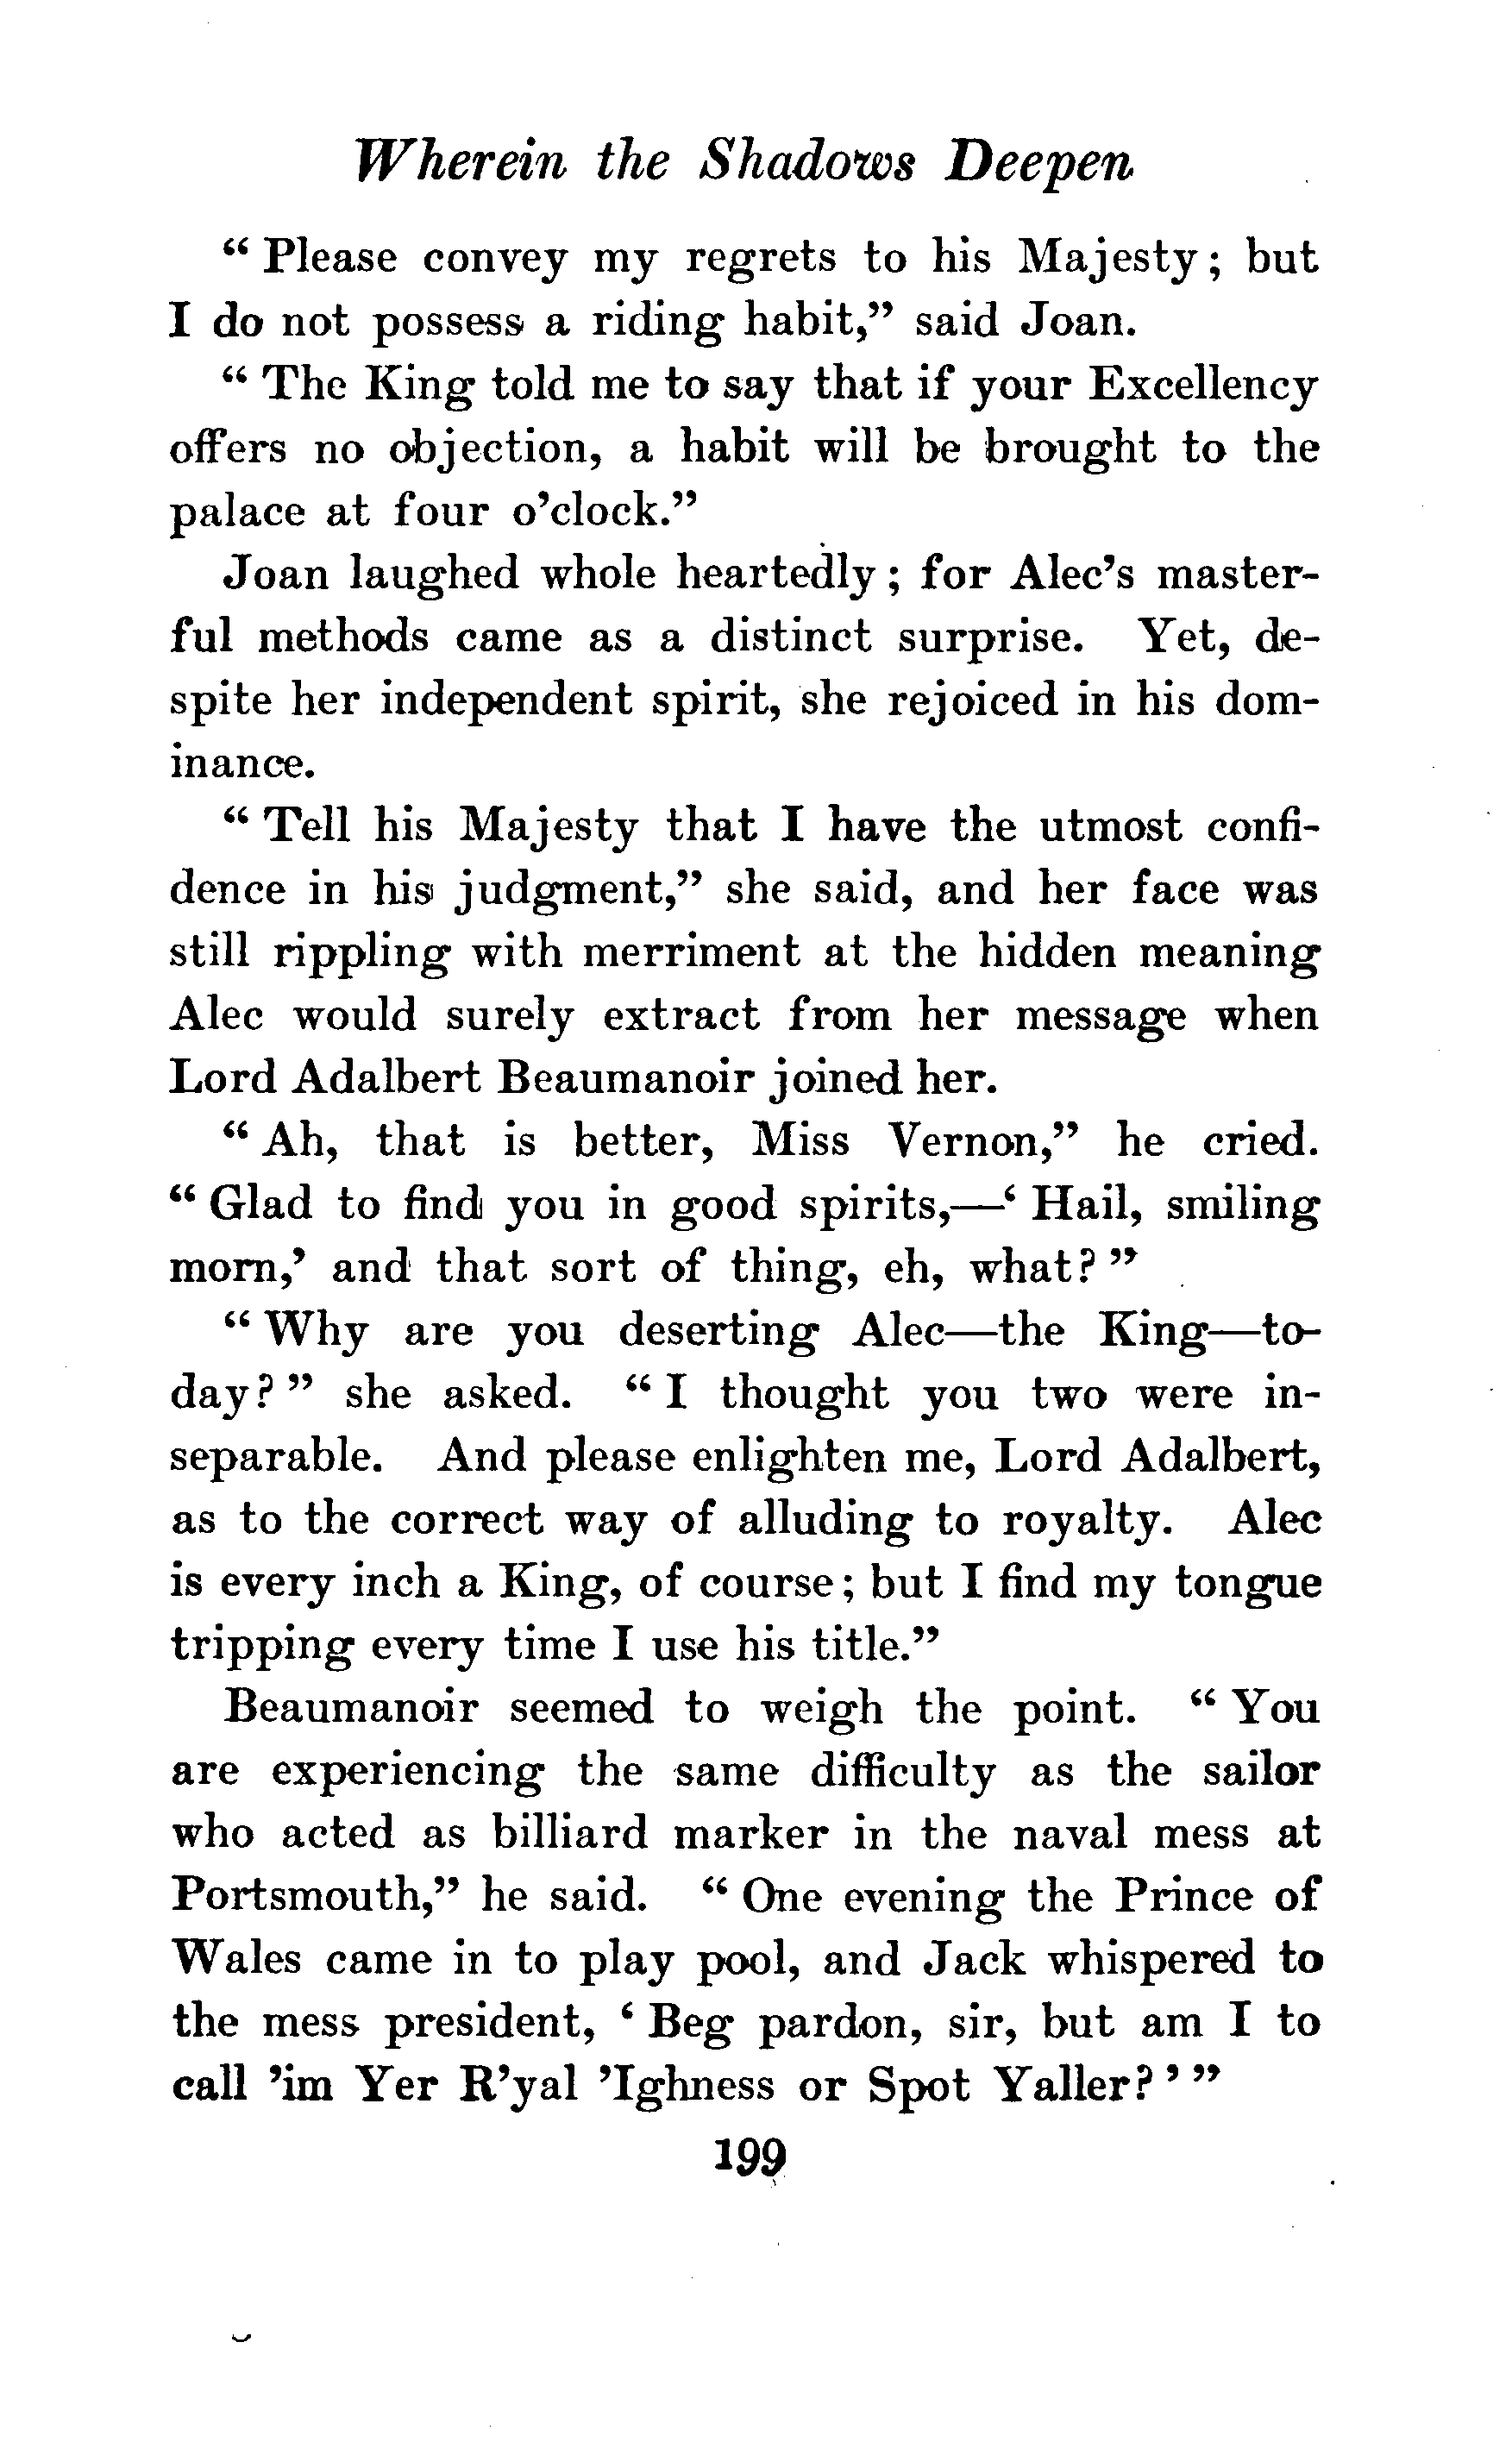 Wherein the Shadows Deepen
“ Please convey my regrets to his Majesty; but
I do not possess a riding habit,” said Joan.
“ The King told me to say that if your Excellency
offers no objection, a habit will be brought to the
palace at four o’clock.”
Joan laughed whole heartedly; for Alec’s master-
ful methods came as a distinct surprise. Yet, de-
spite her independent spirit, she rejoiced in his dom-
inance.
“ Tell his Majesty that I have the utmost confi-
dence in his judgment,” she said, and her face was
still rippling with merriment at the hidden meaning
Alec would surely extract from her message when
Lord Adalbert Beaumanoir joined her.
“ Ah, that is better, Miss Vernon,” he cried.
“ Glad to find you in good spirits,—‘ Hail, smiling
morn,’ and that sort of thing, eh, what? ”
“ Why are you deserting Alec—the King—to-
day? ” she asked. “ I thought you two were in-
separable. And please enlighten me, Lord Adalbert,
as to the correct way of alluding to royalty. Alec
is every inch a King, of course; but I find my tongue
tripping every time I use his title.”
Beaumanoir seemed to weigh the point. “ You
are experiencing the same difficulty as the sailor
who acted as billiard marker in the naval mess at
Portsmouth,” he said. “ One evening the Prince of
Wales came in to play pool, and Jack whispered to
the mess president, ‘ Beg pardon, sir, but am I to
call ’im Yer R’yal ’Ighness or Spot Yaller? ’ ”
199